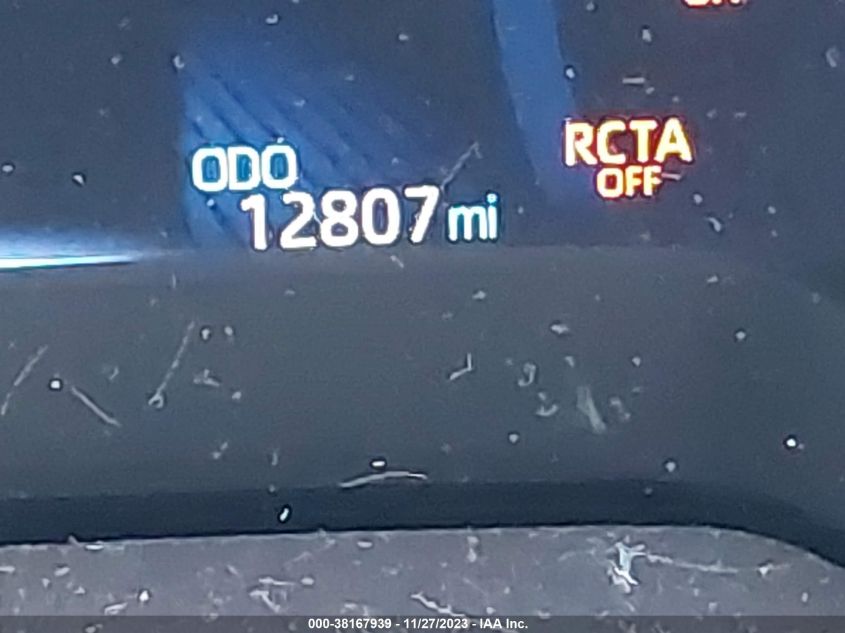 ODO
12807 mi
RCTA
OFF
000-38167939 - 11/27/2023 - IAA Inc.